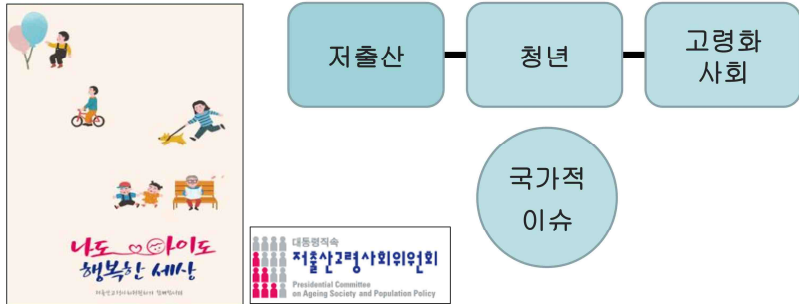 저출산
청년
고령화
사회
국가적
이슈
나도 아이도
행복한 세상
대통령직속
저출산고령사회위원회
Presidential Committee
on Ageing Society and Population Policy